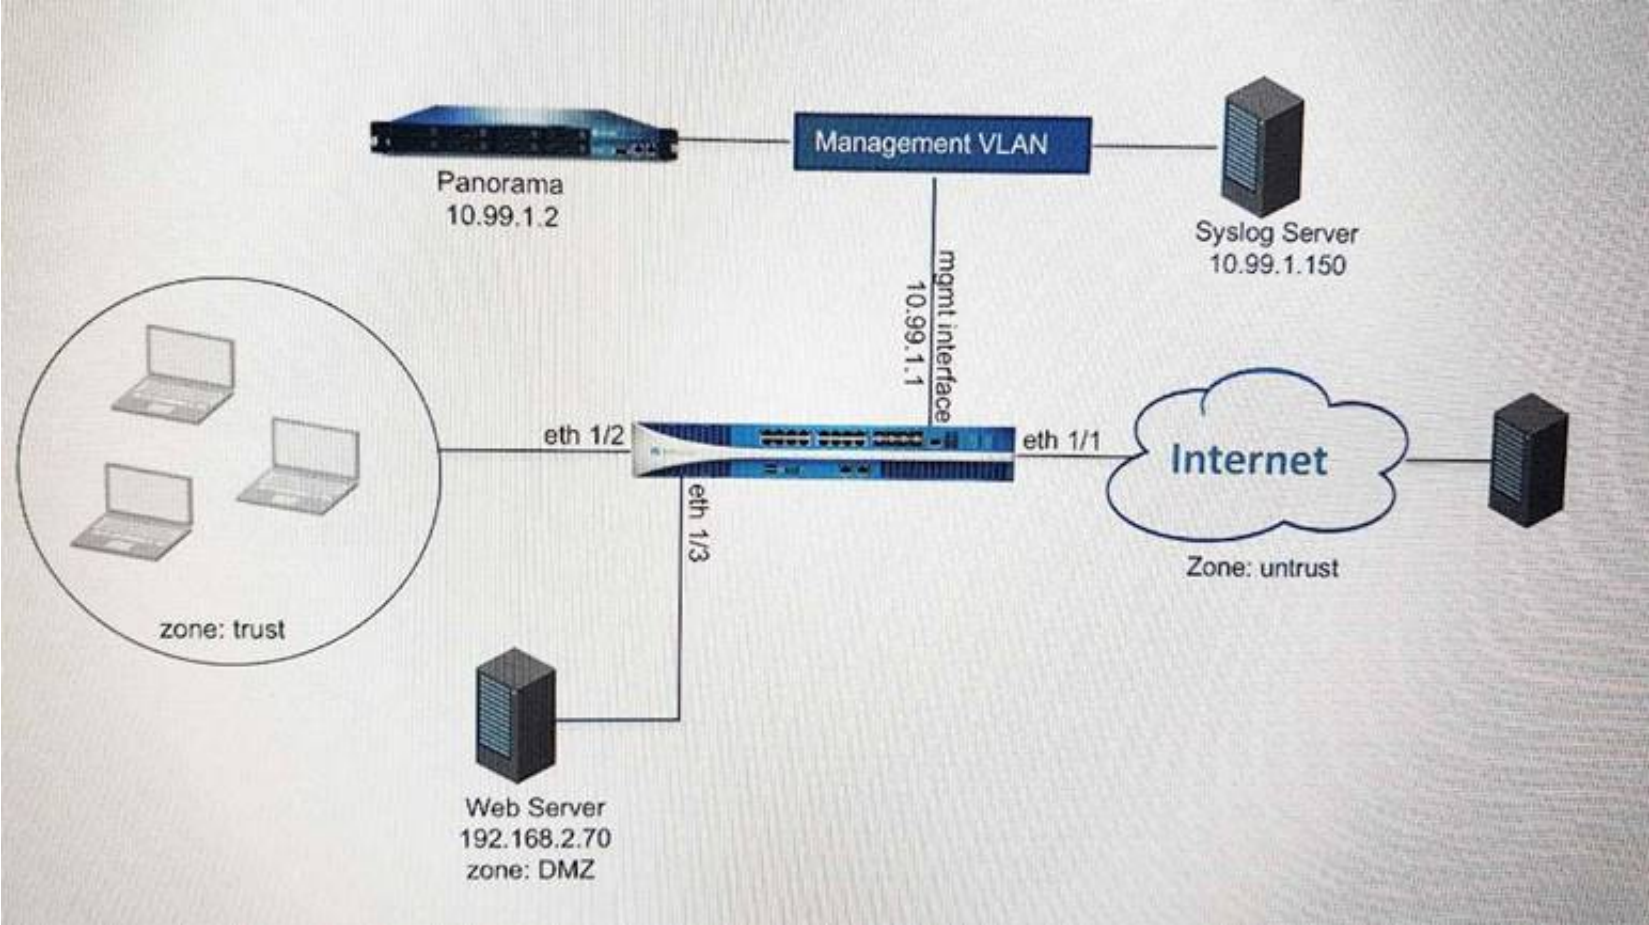 Management VLAN
Panorama
10.99.1.2
Syslog Server
10.99.1.150
mgmt interface
10.99.1.1
eth 1/2
eth 1/1
Internet
eth 1/3
Zone: untrust
zone: trust
Web Server
192.168.2.70
zone: DMZ